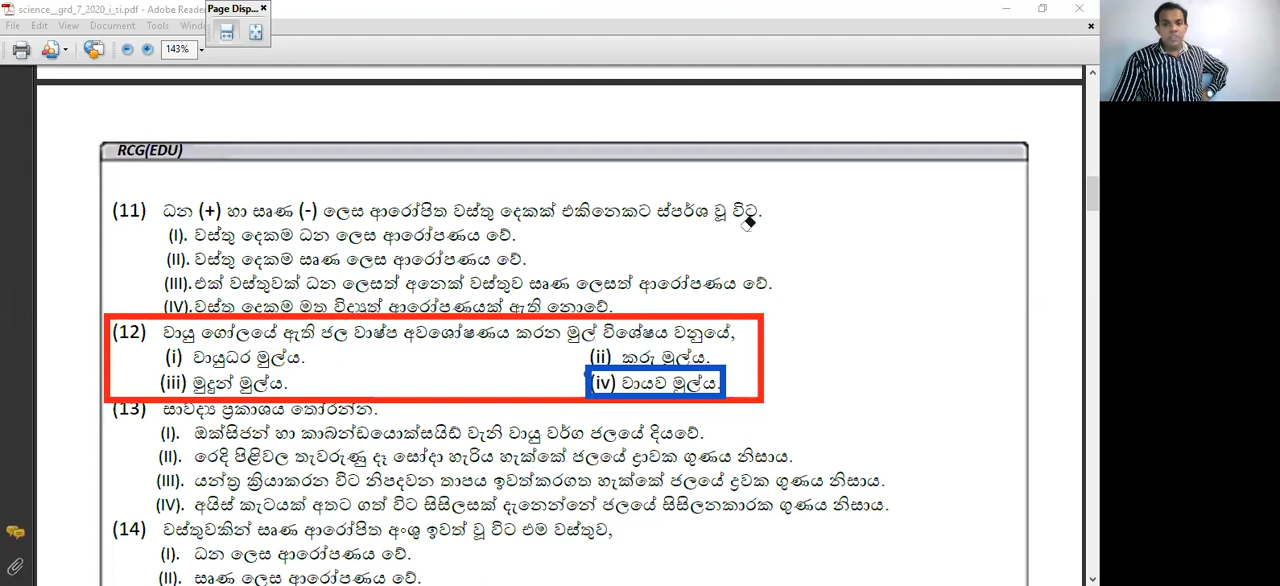 science__grd_7_2020_i_si.pdf - Adobe Reader
Page Disp...
File Edit View Document Tools
143%
RCG(EDU)
(11) ධන (+) හා සෘණ (-) ලෙස ආරෝපිත වස්තු දෙකක් එකිනෙකට ස්පර්ශ වූ විට.
(I). වස්තු දෙකම ධන ලෙස ආරෝපණය වේ.
(II). වස්තු දෙකම සෘණ ලෙස ආරෝපණය වේ.
(III). එක් වස්තුවක් ධන ලෙසත් අනෙක් වස්තුව සෘණ ලෙසත් ආරෝපණය වේ.
(IV). වස්තු දෙකම මත විද්‍යුත් ආරෝපණයක් ඇති නොවේ.
(12) වායු ගෝලයේ ඇති ජල වාෂ්ප අවශෝෂණය කරන මුල් විශේෂය වනුයේ,
(i) වායුධර මුල්ය. (ii) කරු මුල්ය.
(iii) මුදුන් මුල්ය. (iv) වායව මුල්ය.
(13) සාවද්‍ය ප්‍රකාශය තෝරන්න.
(I). ඔක්සිජන් හා කාබන්ඩයොක්සයිඩ් වැනි වායු වර්ග ජලයේ දියවේ.
(II). රෙදි පිළිවල තැවරුණු දෑ සෝදා හැරිය හැක්කේ ජලයේ ද්‍රාවක ගුණය නිසාය.
(III). යන්ත්‍ර ක්‍රියාකරන විට නිපදවන තාපය ඉවත්කරගත හැක්කේ ජලයේ ද්‍රවක ගුණය නිසාය.
(IV). අයිස් කැටයක් අතට ගත් විට සිසිලසක් දැනෙන්නේ ජලයේ සිසිලනකාරක ගුණය නිසාය.
(14) වස්තුවකින් සෘණ ආරෝපිත අංශු ඉවත් වූ විට එම වස්තුව,
(I). ධන ලෙස ආරෝපණය වේ.
(II). සෘණ ලෙස ආරෝපණය වේ.